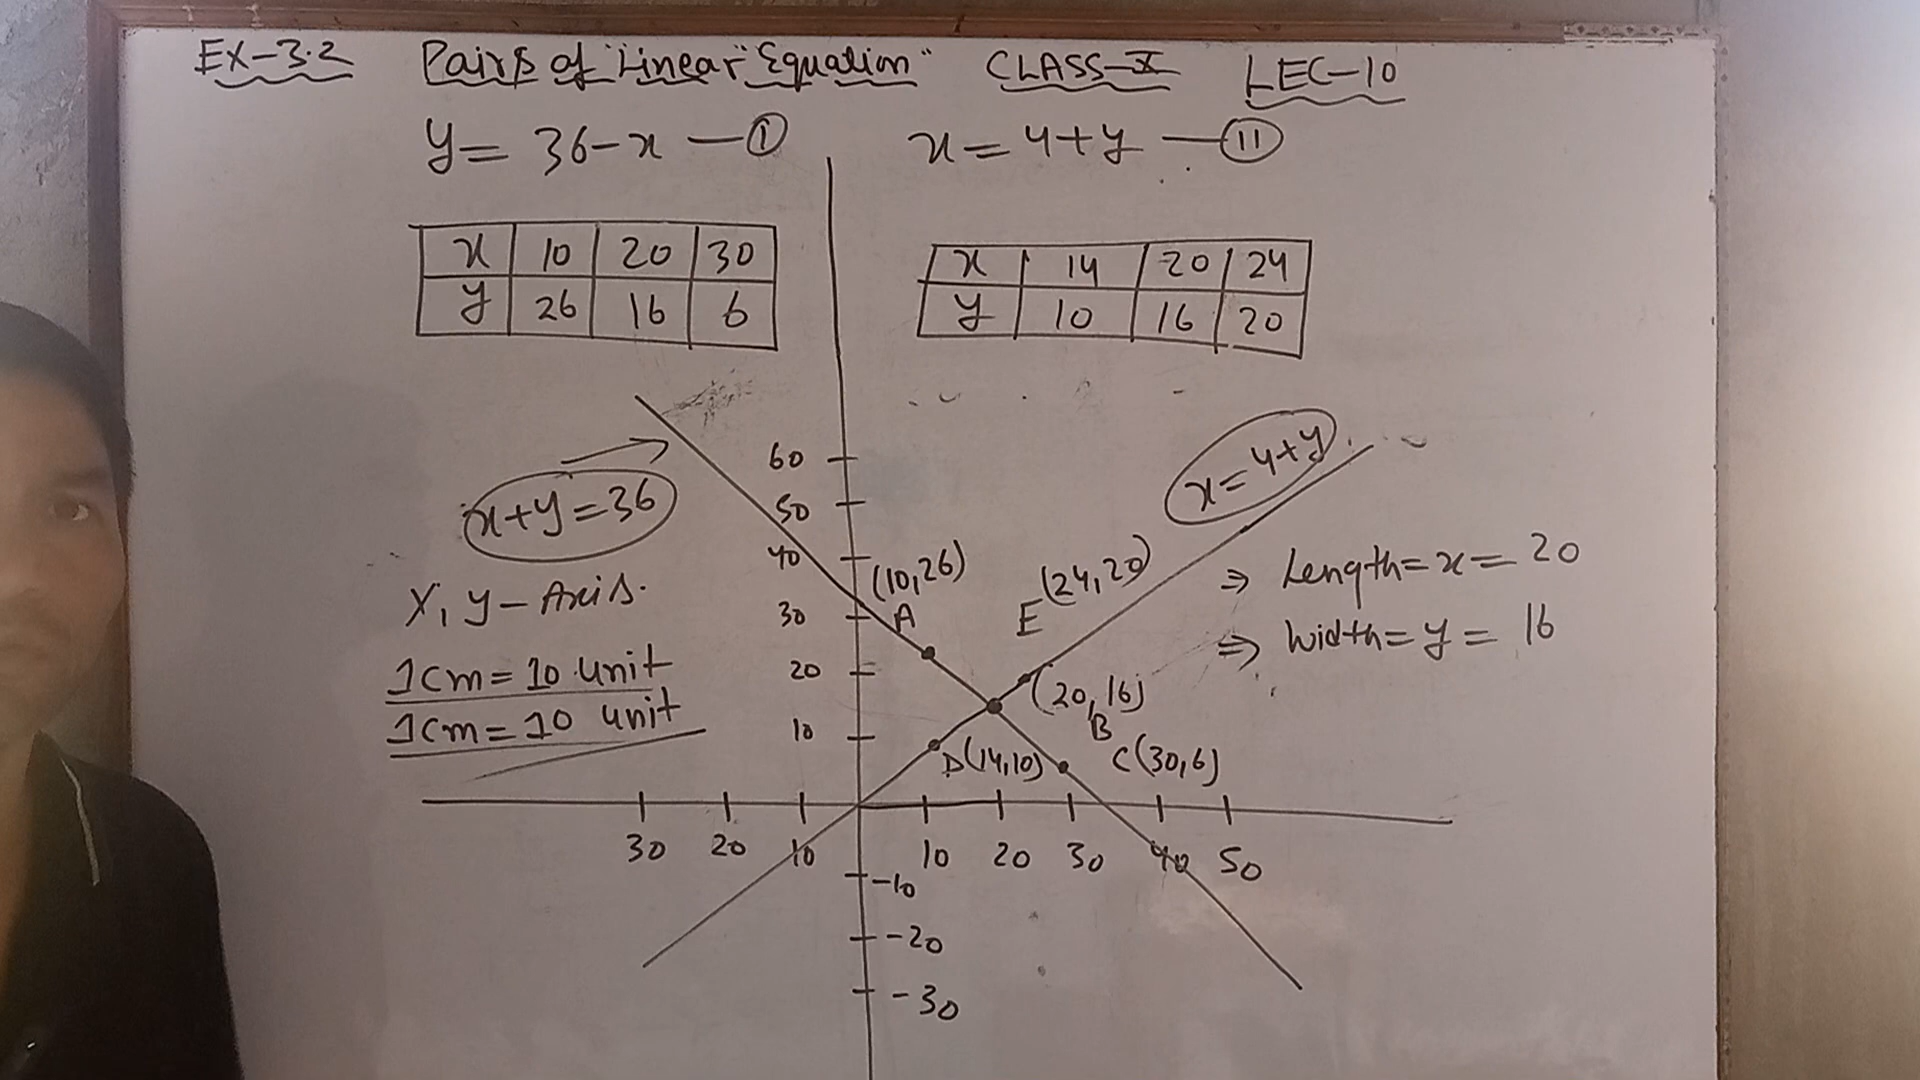 EX-3.2 Pairs of "Linear" Equation" CLASS-X LEC-10
y = 36-x — ①
x = 4+y — ⑪
x 10 20 30
y 26 16 6
x 14 20 24
y 10 16 20
x+y=36
X, y - Axis.
1cm = 10 unit
1cm = 10 unit
x=4+y
⇒ Length = x = 20
⇒ Width = y = 16
60
50
40
30
20
10
(10,26)
A
(24,20)
E
(20,16)
B
D(14,10)
C(30,6)
30 20 10 10 20 30 40 50
-10
-20
-30